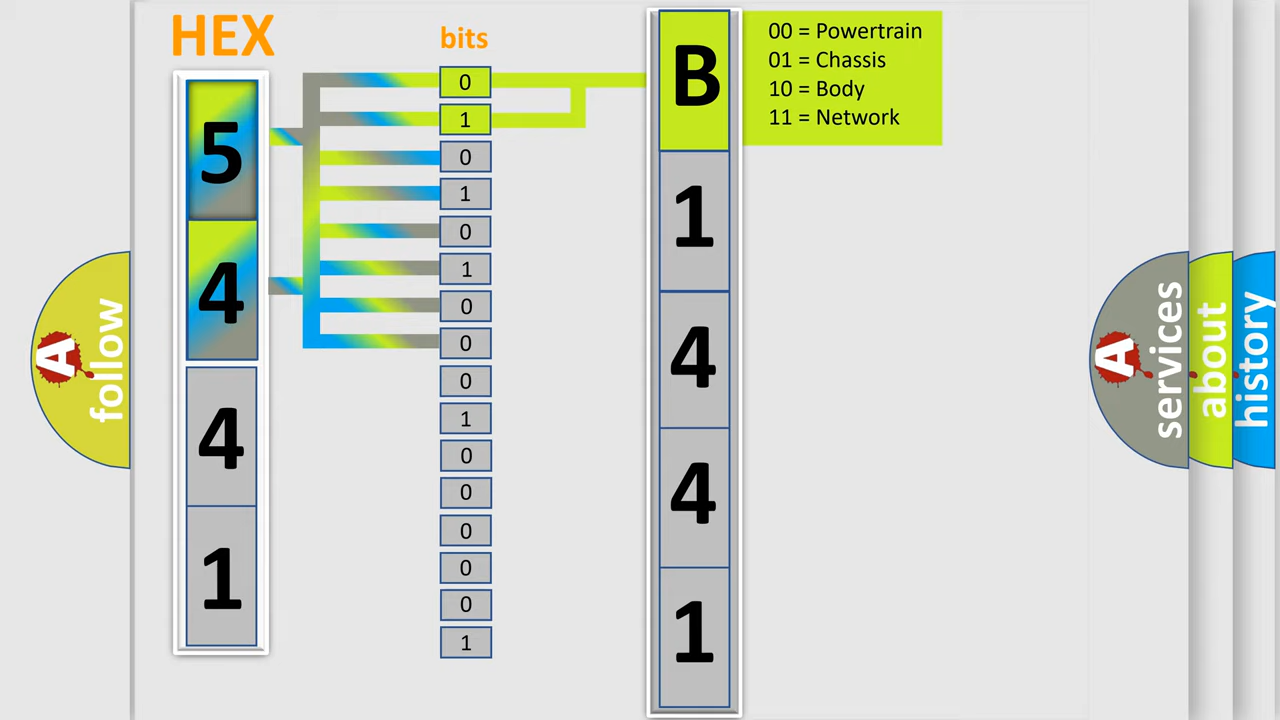 HEX
bits
5
4
4
1
0
1
0
1
0
1
0
0
0
1
0
0
0
0
0
1
B
1
4
4
1
00 = Powertrain
01 = Chassis
10 = Body
11 = Network
A
follow
A
services
about
history